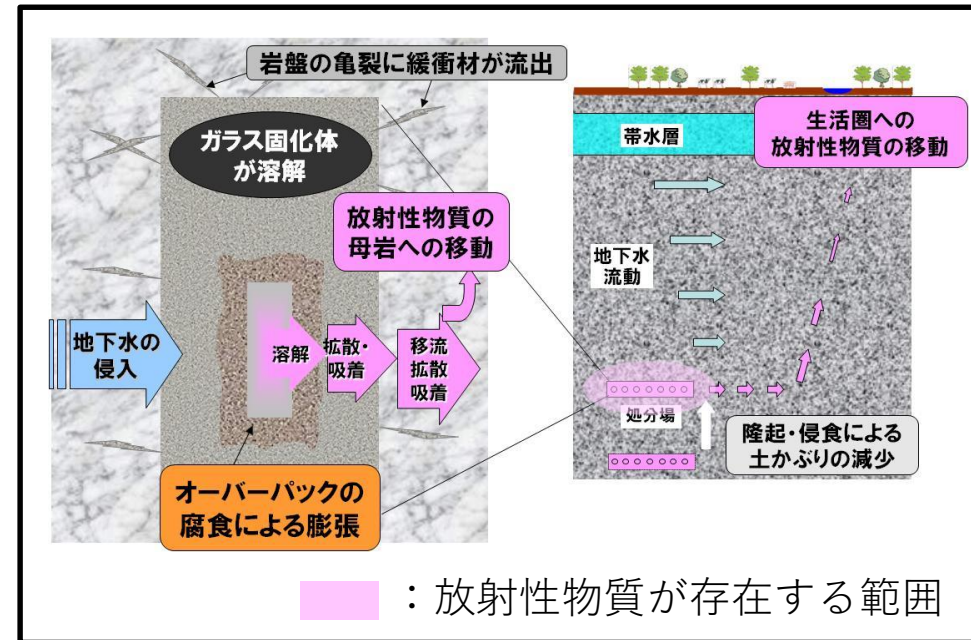 岩盤の亀裂に緩衝材が流出
ガラス固化体
が溶解
放射性物質の
母岩への移動
地下水の
侵入
溶解
拡散・
吸着
移流
拡散
吸着
オーバーパックの
腐食による膨張
帯水層
生活圏への
放射性物質の移動
地下水
流動
処分場
隆起・侵食による
土かぶりの減少
：放射性物質が存在する範囲